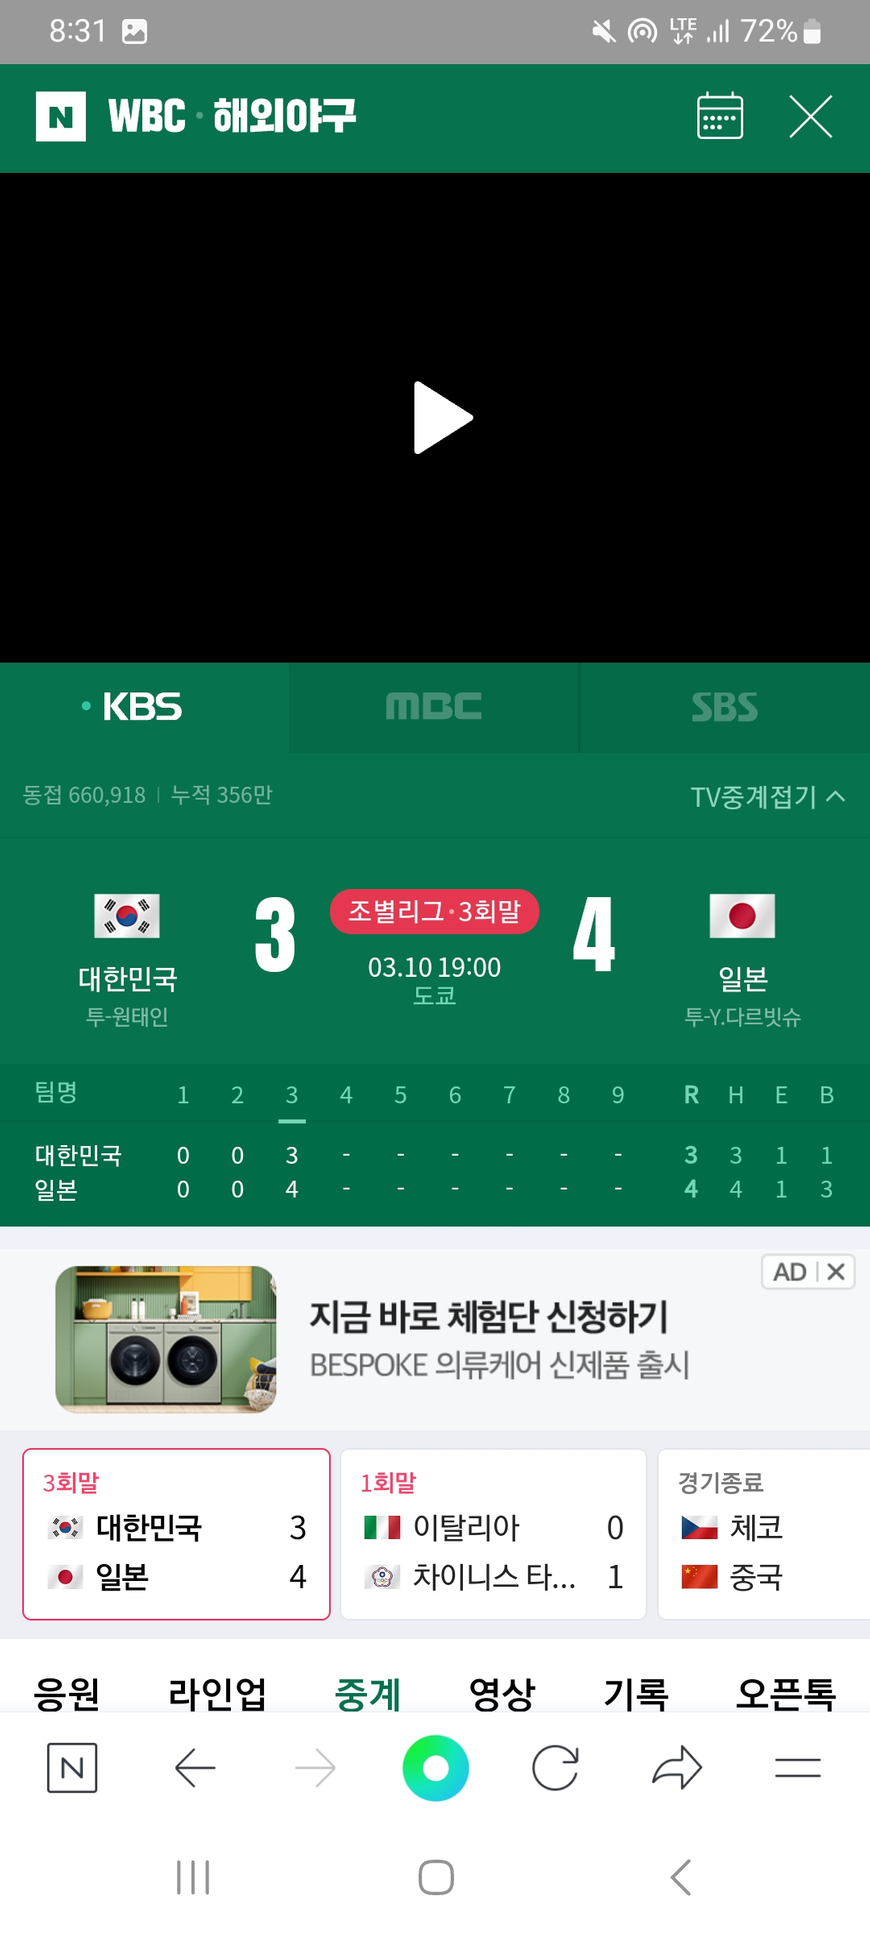 8:31 LTE 72%
N WBC·해외야구
KBS MBC SBS
동접 660,918 | 누적 356만 TV중계접기
3 조별리그·3회말 4
03.10 19:00
도쿄
대한민국 일본
투-원태인 투-Y.다르빗슈
팀명 1 2 3 4 5 6 7 8 9 R H E B
대한민국 0 0 3 - - - - - - 3 3 1 1
일본 0 0 4 - - - - - - 4 4 1 3
AD
지금 바로 체험단 신청하기
BESPOKE 의류케어 신제품 출시
3회말 1회말 경기종료
대한민국 3 이탈리아 0 체코
일본 4 차이니스 타... 1 중국
응원 라인업 중계 영상 기록 오픈톡
N